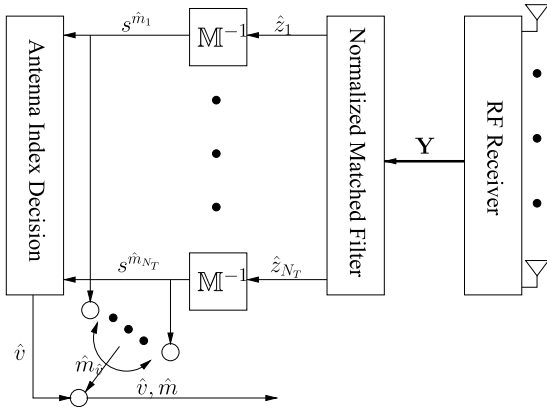 $s^{\hat{m}_1}$
$\mathbb{M}^{-1}$
$\hat{z}_1$
Antenna Index Decision
Normalized Matched Filter
$\mathbf{Y}$
RF Receiver
$s^{\hat{m}_{N_T}}$
$\mathbb{M}^{-1}$
$\hat{z}_{N_T}$
$\hat{v}$
$\hat{m}_{\hat{v}}$
$\hat{v}, \hat{m}$